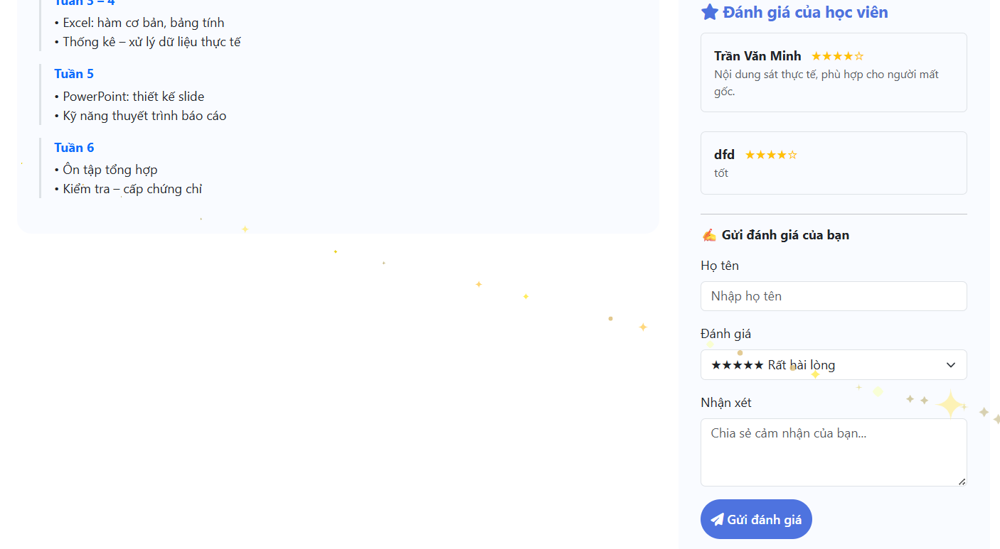 Tuần 3 – 4
• Excel: hàm cơ bản, bảng tính
• Thống kê – xử lý dữ liệu thực tế
Tuần 5
• PowerPoint: thiết kế slide
• Kỹ năng thuyết trình báo cáo
Tuần 6
• Ôn tập tổng hợp
• Kiểm tra – cấp chứng chỉ
Đánh giá của học viên
Trần Văn Minh ★★★★☆
Nội dung sát thực tế, phù hợp cho người mất
gốc.
dfd ★★★★☆
tốt
✍️ Gửi đánh giá của bạn
Họ tên
Nhập họ tên
Đánh giá
★★★★★ Rất hài lòng
Nhận xét
Chia sẻ cảm nhận của bạn...
Gửi đánh giá